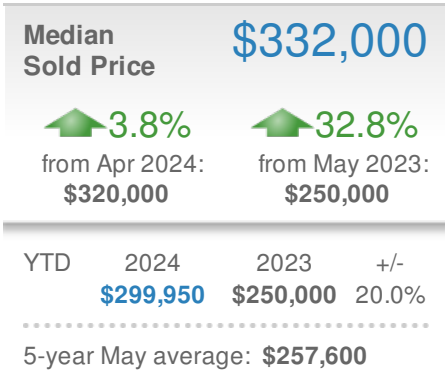 Median
Sold Price
$332,000
3.8%
from Apr 2024:
$320,000
32.8%
from May 2023:
$250,000
YTD 2024 2023 +/-
$299,950 $250,000 20.0%
5-year May average: $257,600